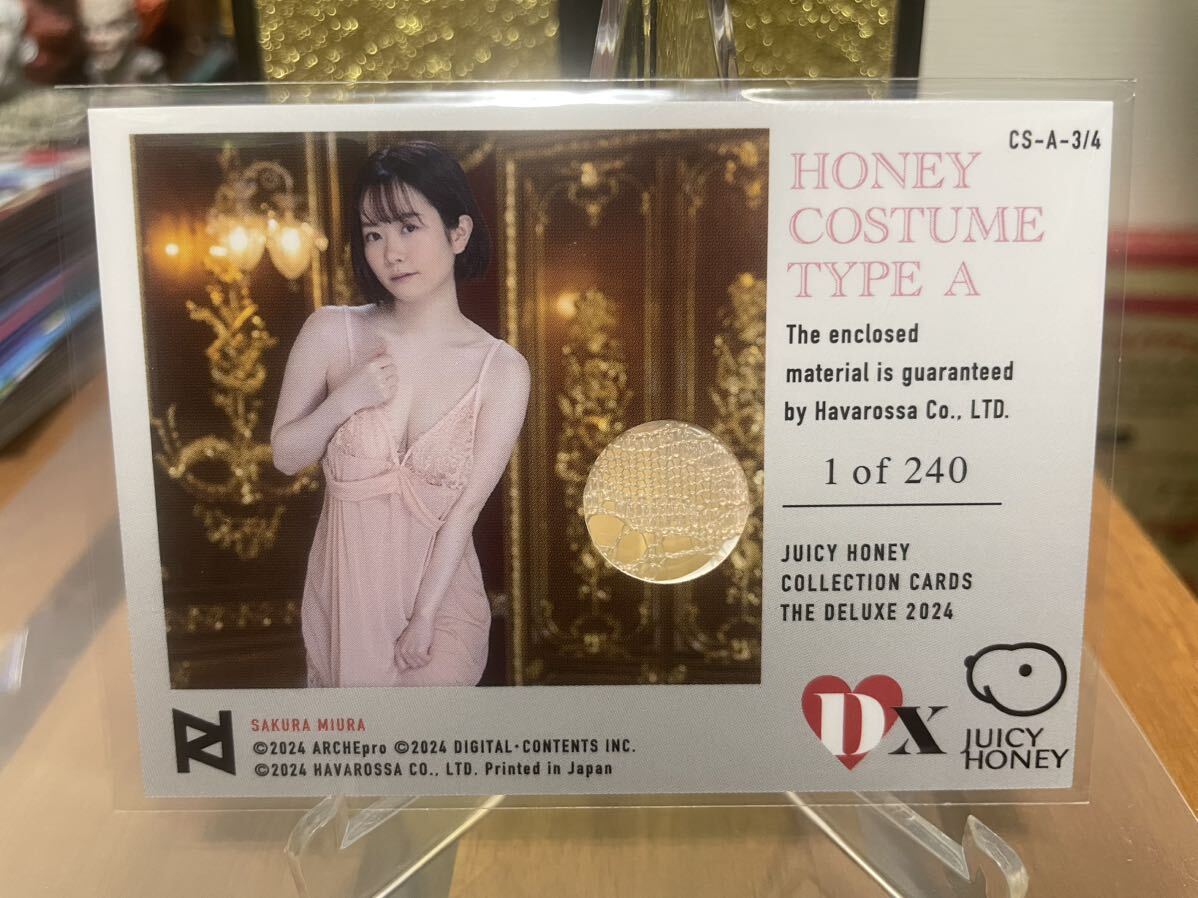 CS-A-3/4
HONEY
COSTUME
TYPE A
The enclosed
material is guaranteed
by Havarossa Co., LTD.
1 of 240
JUICY HONEY
COLLECTION CARDS
THE DELUXE 2024
DX
JUICY
HONEY
SAKURA MIURA
©2024 ARCHEpro ©2024 DIGITAL·CONTENTS INC.
©2024 HAVAROSSA CO., LTD. Printed in Japan